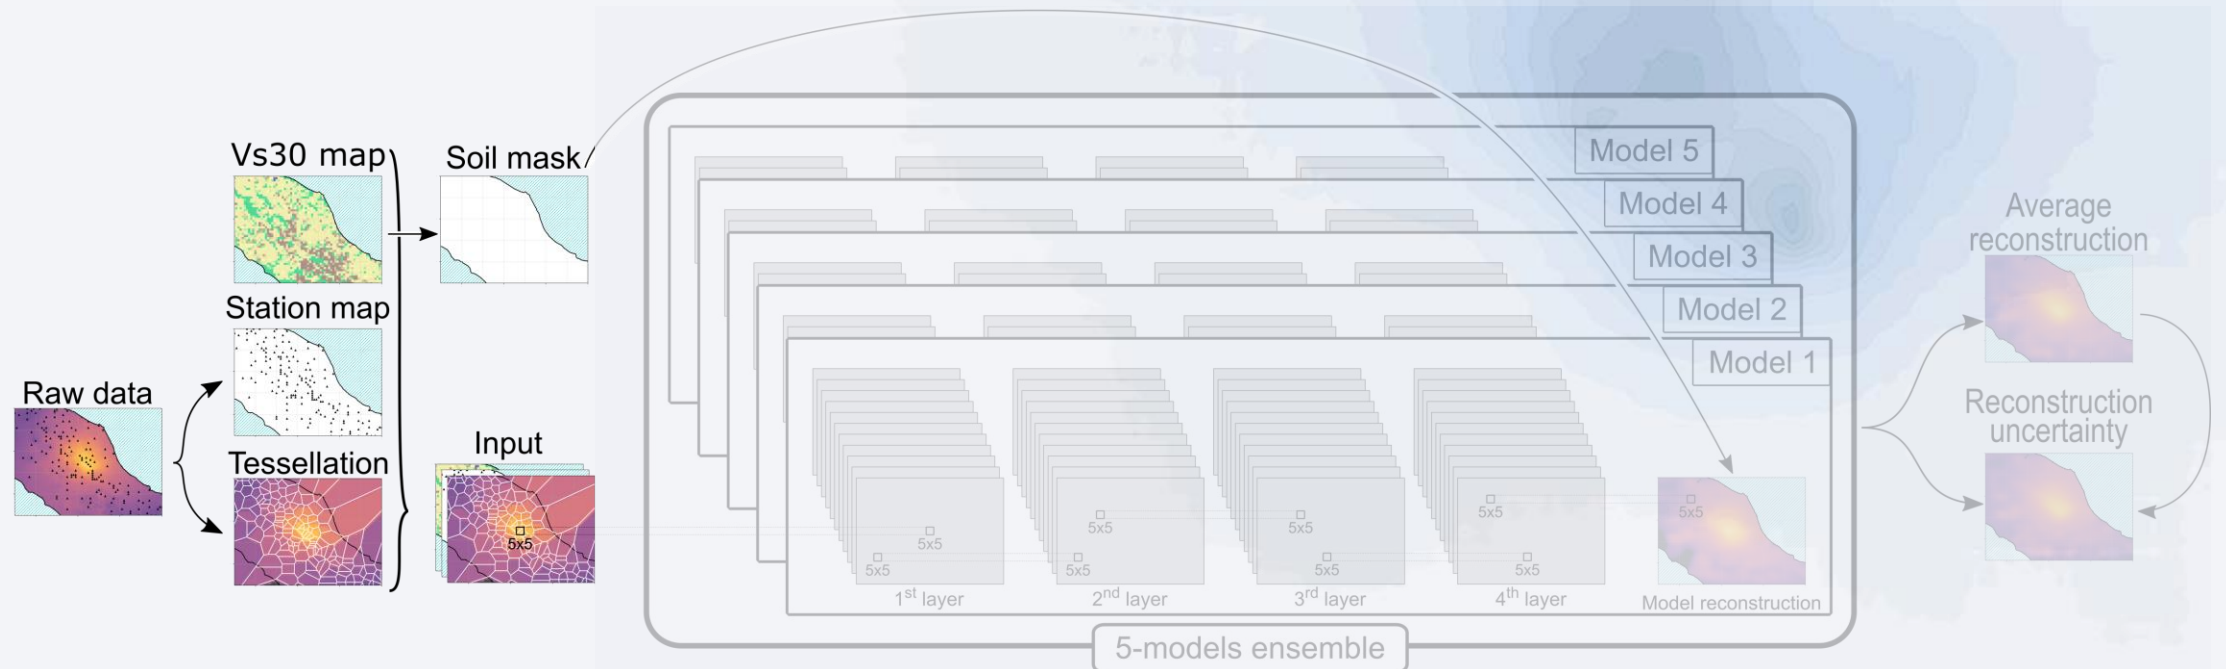 Vs30 map
Soil mask
Station map
Raw data
Tessellation
Input
5x5
Model 5
Model 4
Model 3
Model 2
Model 1
5x5
5x5
5x5
5x5
5x5
5x5
5x5
5x5
5x5
1st layer
2nd layer
3rd layer
4th layer
Model reconstruction
5-models ensemble
Average
reconstruction
Reconstruction
uncertainty